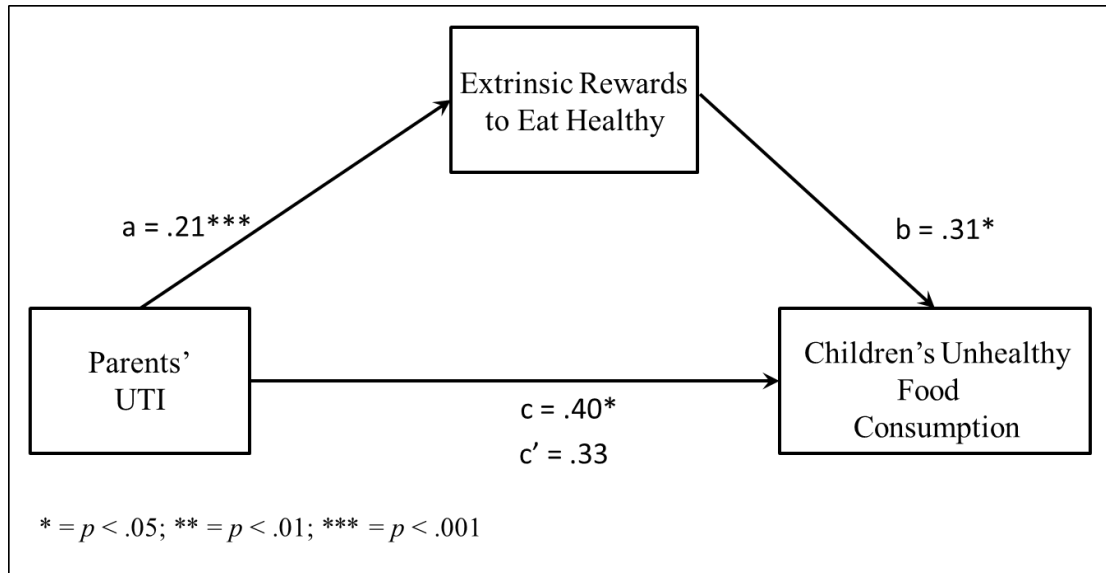 Extrinsic Rewards
to Eat Healthy
a = .21***
b = .31*
Parents’
UTI
Children’s Unhealthy
Food
Consumption
c = .40*
c’ = .33
* = p < .05; ** = p < .01; *** = p < .001